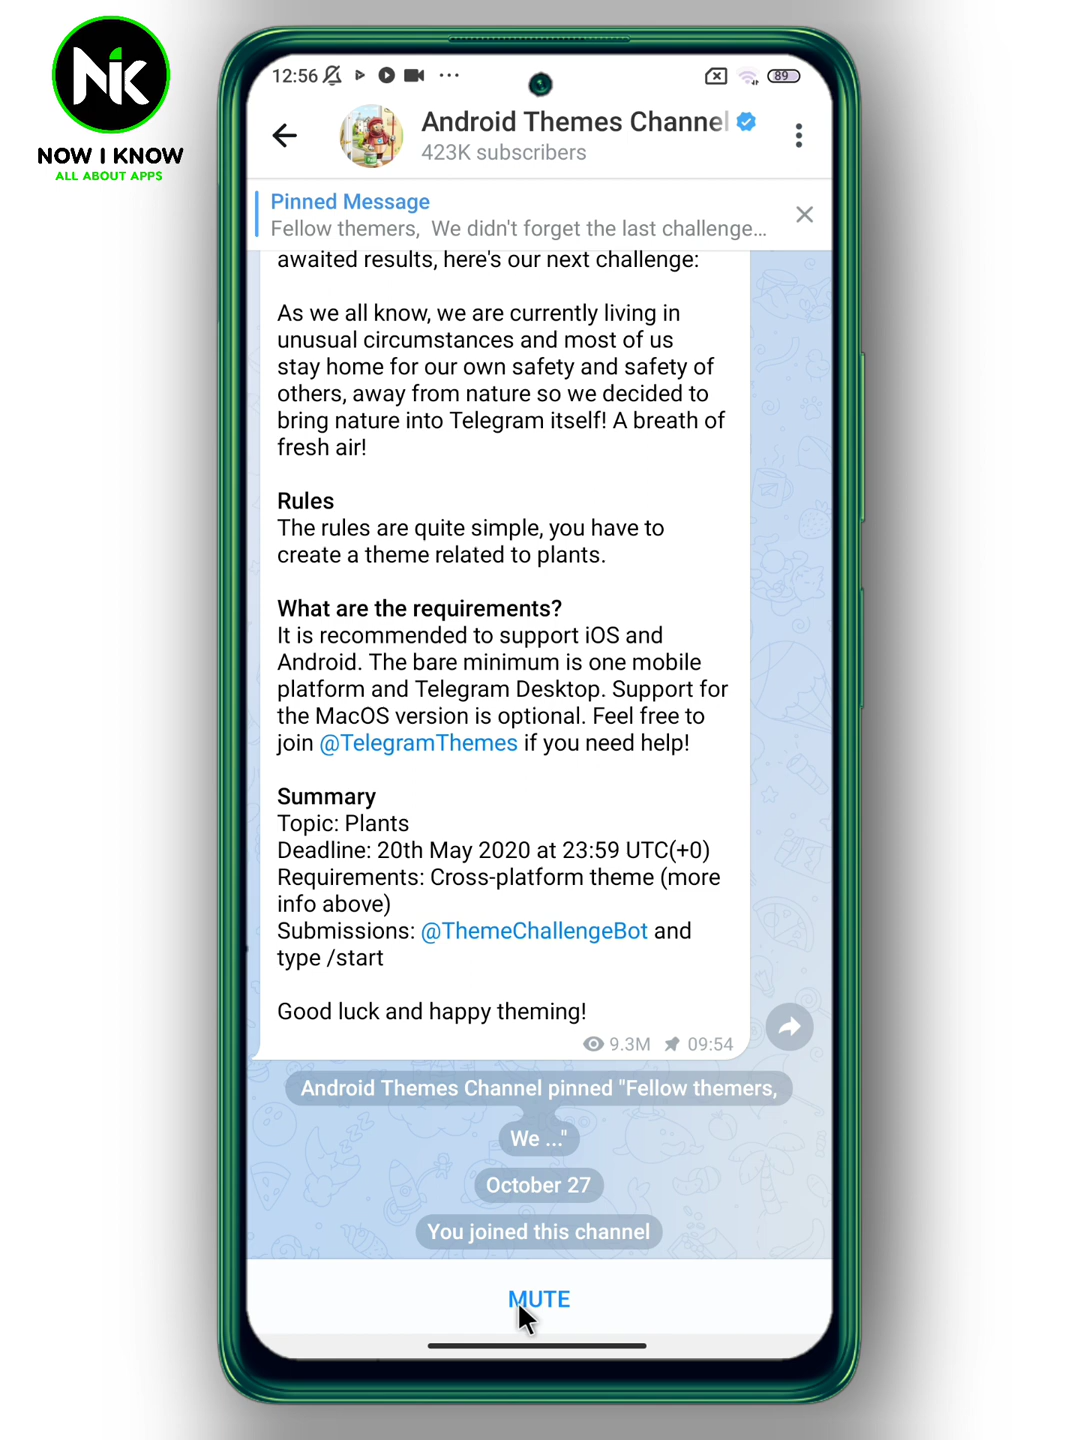 NIK
NOW I KNOW
ALL ABOUT APPS
12:56
89
Android Themes Channel
423K subscribers
Pinned Message
Fellow themers, We didn't forget the last challenge...
awaited results, here's our next challenge:
As we all know, we are currently living in
unusual circumstances and most of us
stay home for our own safety and safety of
others, away from nature so we decided to
bring nature into Telegram itself! A breath of
fresh air!
Rules
The rules are quite simple, you have to
create a theme related to plants.
What are the requirements?
It is recommended to support iOS and
Android. The bare minimum is one mobile
platform and Telegram Desktop. Support for
the MacOS version is optional. Feel free to
join @TelegramThemes if you need help!
Summary
Topic: Plants
Deadline: 20th May 2020 at 23:59 UTC(+0)
Requirements: Cross-platform theme (more
info above)
Submissions: @ThemeChallengeBot and
type /start
Good luck and happy theming!
9.3M 09:54
Android Themes Channel pinned "Fellow themers,
We ..."
October 27
You joined this channel
MUTE